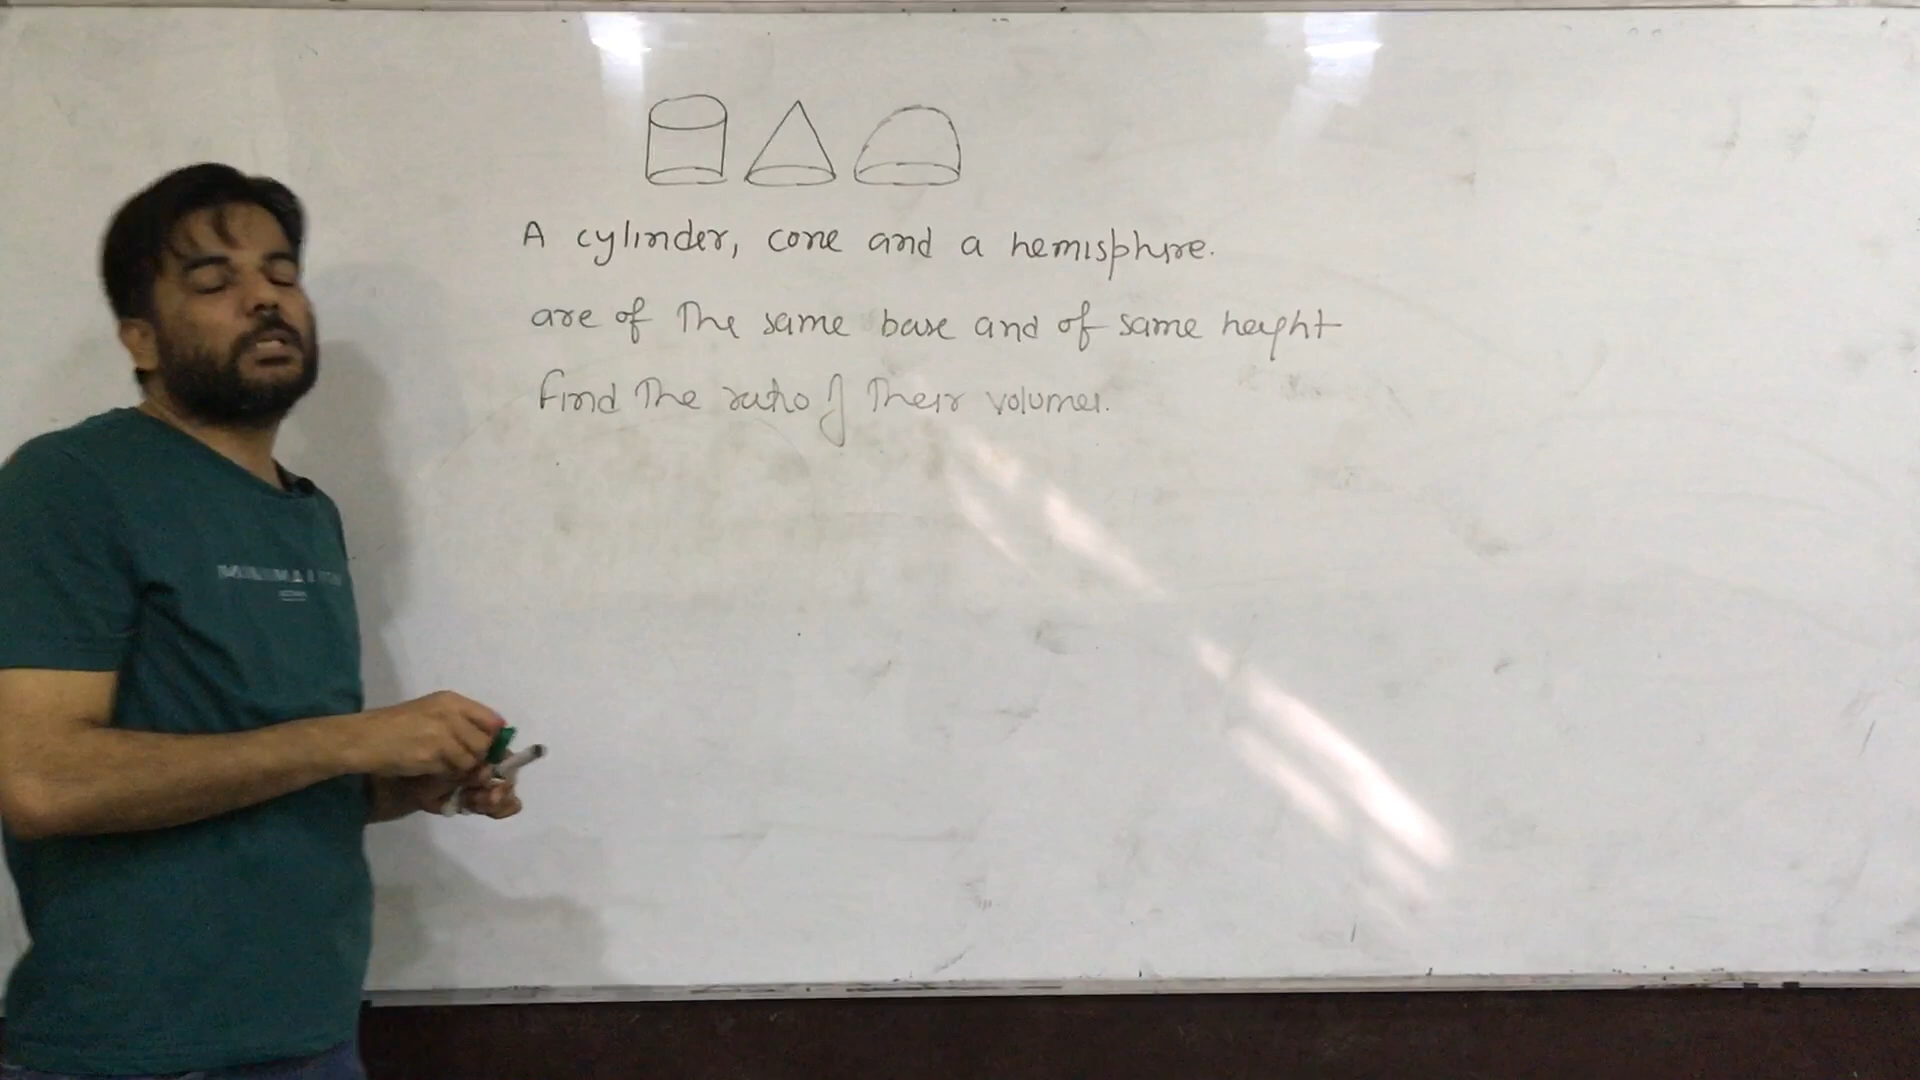 A cylinder, cone and a hemisphere.
are of the same base and of same height
find the ratio of their volumes.